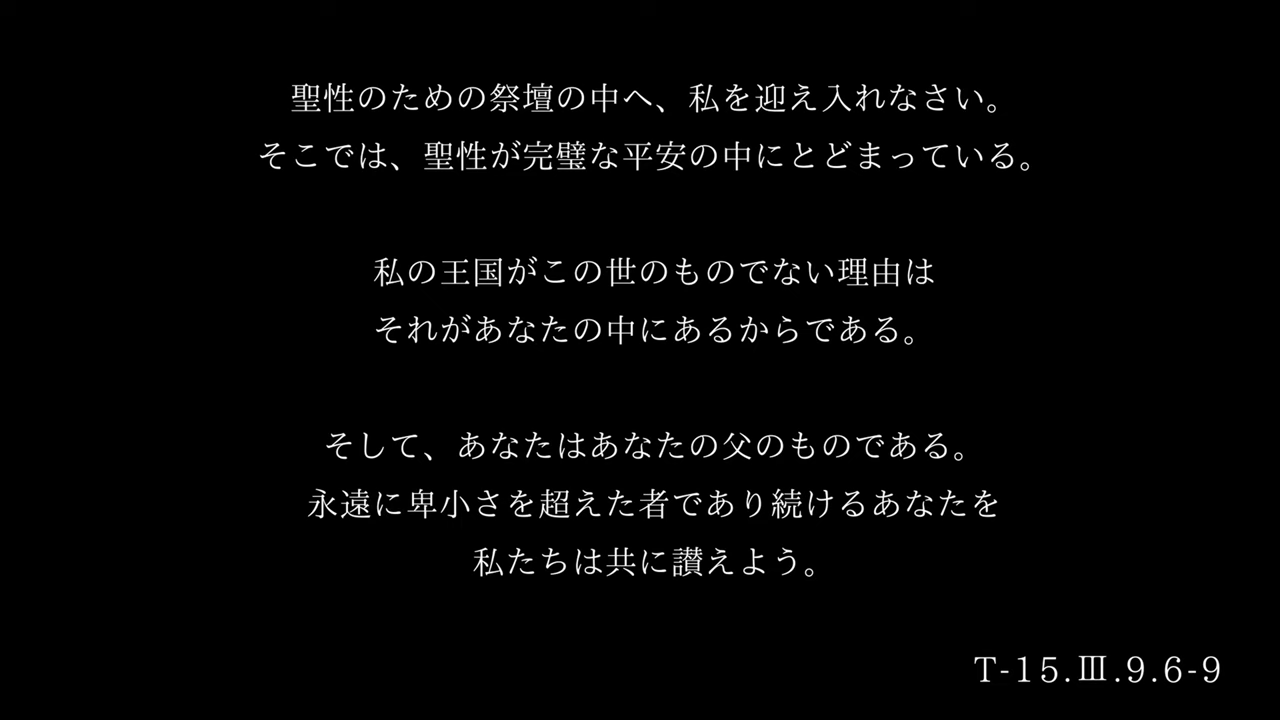 聖性のための祭壇の中へ、私を迎え入れなさい。
そこでは、聖性が完璧な平安の中にとどまっている。
私の王国がこの世のものでない理由は
それがあなたの中にあるからである。
そして、あなたはあなたの父のものである。
永遠に卑小さを超えた者であり続けるあなたを
私たちは共に讃えよう。
T-15.Ⅲ.9.6-9